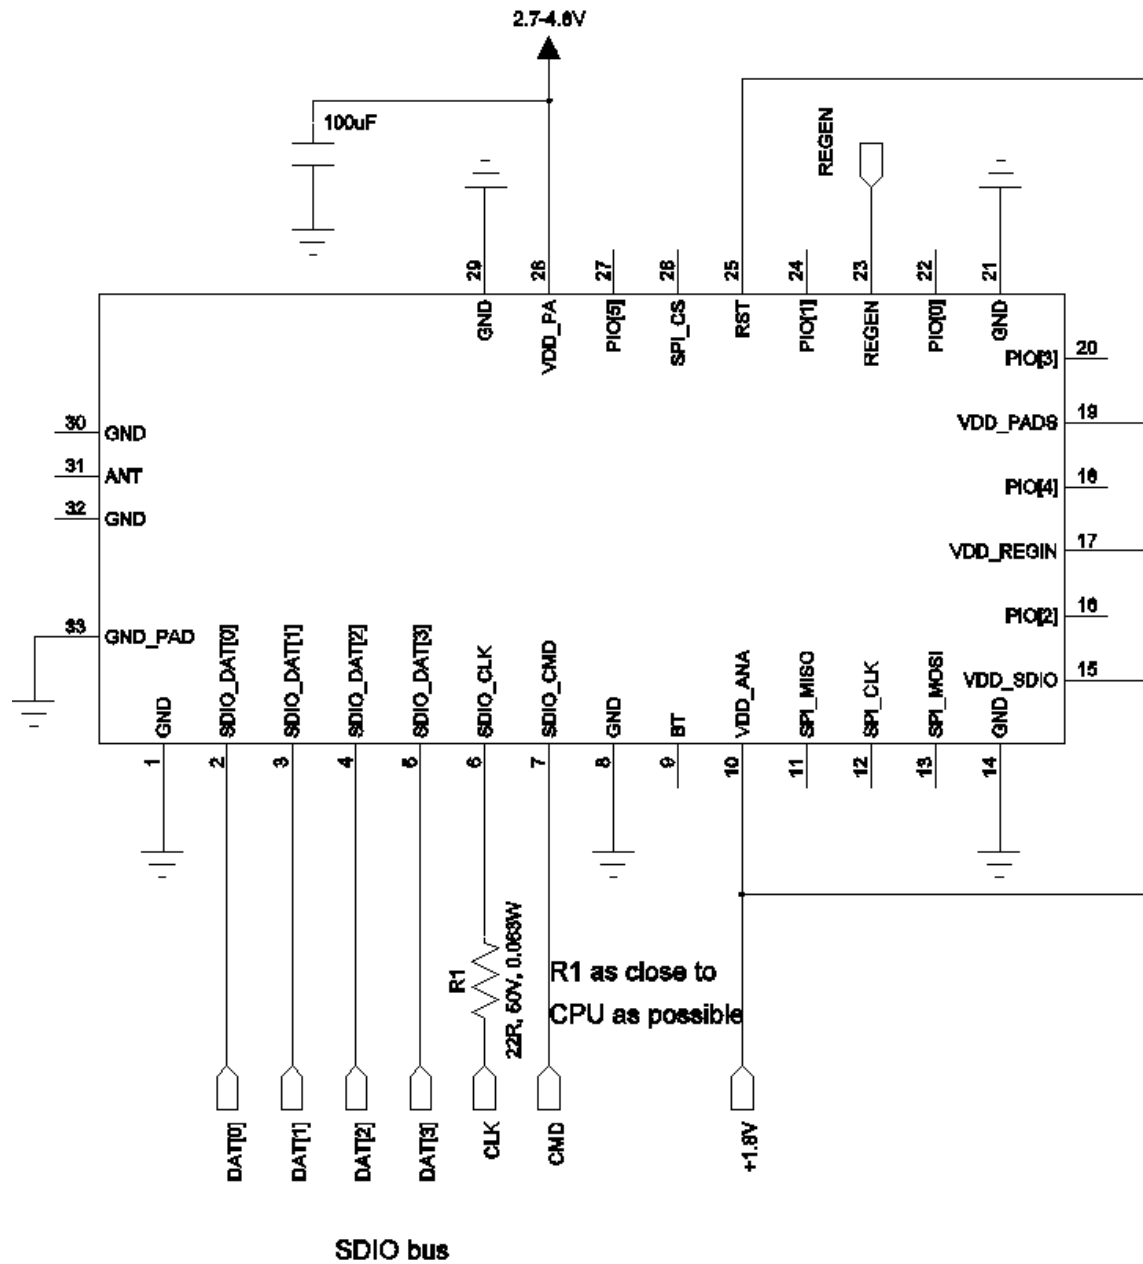 2.7-4.8V
100uF
REGEN
29
28
27
26
25
24
23
22
21
GND
VDD_PA
PIO[5]
SPI_CS
RST
PIO[1]
REGEN
PIO[0]
GND
PIO[3]
20
VDD_PADS
19
PIO[4]
18
VDD_REGIN
17
PIO[2]
16
VDD_SDIO
15
30
GND
31
ANT
32
GND
33
GND_PAD
GND
SDIO_DAT[0]
SDIO_DAT[1]
SDIO_DAT[2]
SDIO_DAT[3]
SDIO_CLK
SDIO_CMD
GND
BT
VDD_ANA
SPI_MISO
SPI_CLK
SPI_MOSI
GND
1
2
3
4
5
6
7
8
9
10
11
12
13
14
R1
22R, 50V, 0.063W
R1 as close to
CPU as possible
DAT[0]
DAT[1]
DAT[2]
DAT[3]
CLK
CMD
+1.8V
SDIO bus